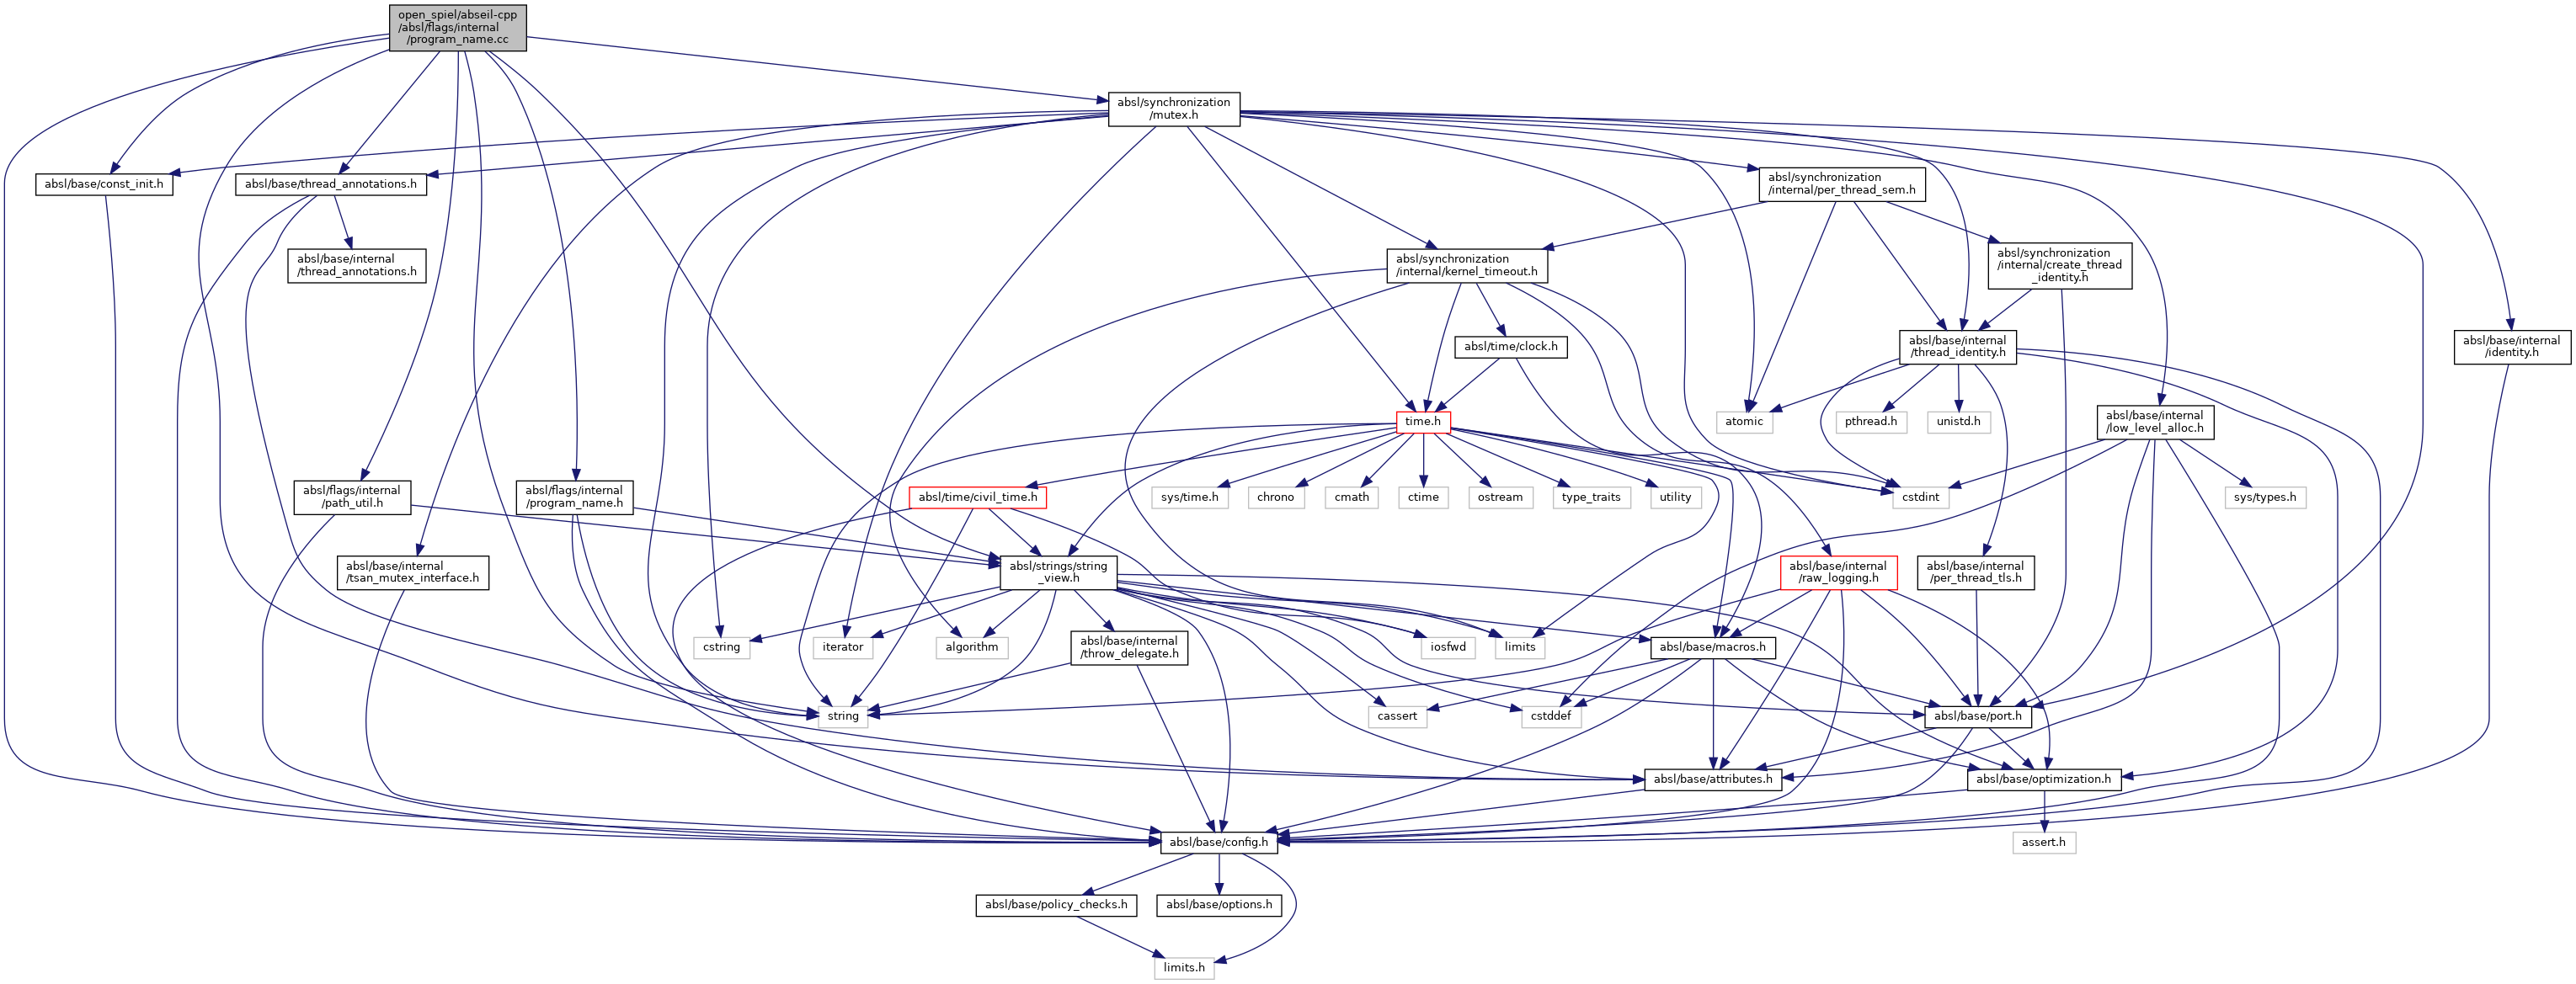 open_spiel/abseil-cpp
/absl/flags/internal
/program_name.cc
absl/synchronization
/mutex.h
absl/base/const_init.h
absl/base/thread_annotations.h
absl/synchronization
/internal/per_thread_sem.h
absl/base/internal
/thread_annotations.h
absl/synchronization
/internal/kernel_timeout.h
absl/synchronization
/internal/create_thread
_identity.h
absl/time/clock.h
absl/base/internal
/thread_identity.h
absl/base/internal
/identity.h
time.h
atomic
pthread.h
unistd.h
absl/base/internal
/low_level_alloc.h
absl/flags/internal
/path_util.h
absl/flags/internal
/program_name.h
absl/time/civil_time.h
sys/time.h
chrono
cmath
ctime
ostream
type_traits
utility
cstdint
sys/types.h
absl/base/internal
/tsan_mutex_interface.h
absl/strings/string
_view.h
absl/base/internal
/raw_logging.h
absl/base/internal
/per_thread_tls.h
cstring
iterator
algorithm
absl/base/internal
/throw_delegate.h
iosfwd
limits
absl/base/macros.h
string
cassert
cstddef
absl/base/port.h
absl/base/attributes.h
absl/base/optimization.h
absl/base/config.h
assert.h
absl/base/policy_checks.h
absl/base/options.h
limits.h